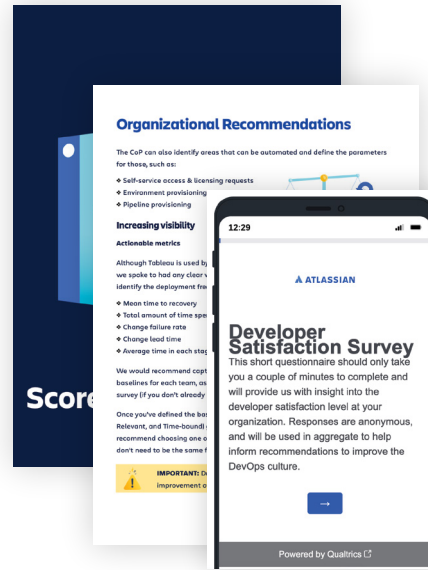 Score
Organizational Recommendations
The CoP can also identify areas that can be automated and define the parameters
for those, such as:
❖ Self-service access & licensing requests
❖ Environment provisioning
❖ Pipeline provisioning
Increasing visibility
Actionable metrics
Although Tableau is used by
we spoke to had any clear
identify the deployment
❖ Mean time to recovery
❖ Total amount of time
❖ Change failure rate
❖ Change lead time
❖ Average time in each
We would recommend
baselines for each team, as
survey (if you don't already
Once you've defined the
Relevant, and Time-bound)
recommend choosing one
don't need to be the same
IMPORTANT:
improvement
12:29
ATLASSIAN
Developer
Satisfaction Survey
This short questionnaire should only take
you a couple of minutes to complete and
will provide us with insight into the
developer satisfaction level at your
organization. Responses are anonymous,
and will be used in aggregate to help
inform recommendations to improve the
DevOps culture.
→
Powered by Qualtrics